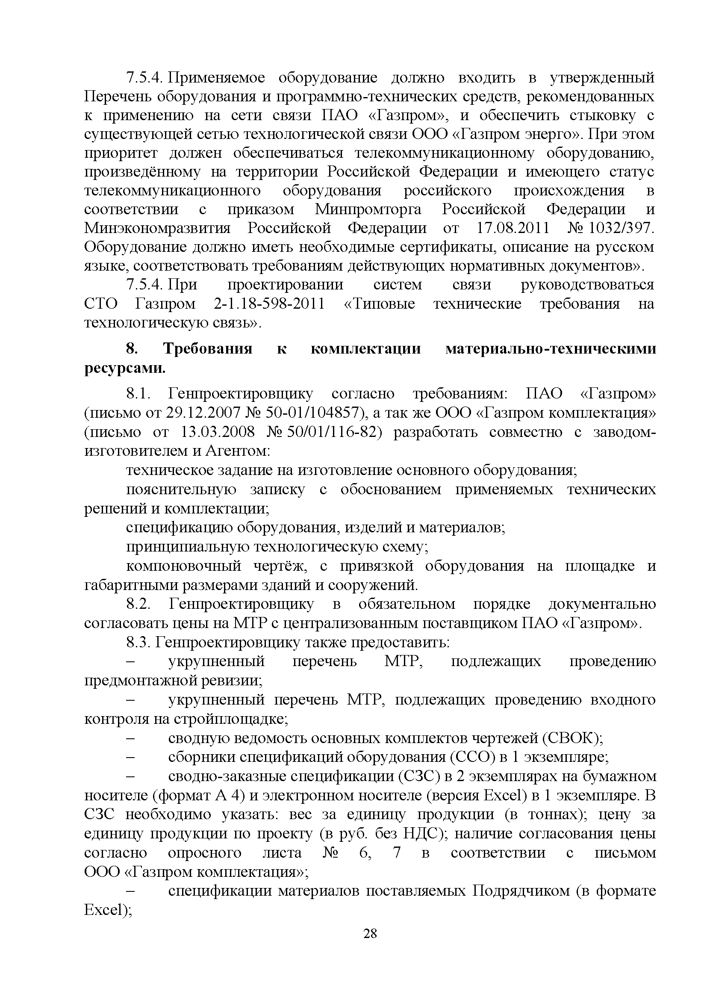 7.5.4. Применяемое оборудование должно входить в утвержденный
Перечень оборудования и программно-технических средств, рекомендованных
к применению на сети связи ПАО «Газпром», и обеспечить стыковку с
существующей сетью технологической связи ООО «Газпром энерго». При этом
приоритет должен обеспечиваться телекоммуникационному оборудованию,
произведённому на территории Российской Федерации и имеющего статус
телекоммуникационного оборудования российского происхождения в
соответствии с приказом Минпромторга Российской Федерации и
Минэкономразвития Российской Федерации от 17.08.2011 № 1032/397.
Оборудование должно иметь необходимые сертификаты, описание на русском
языке, соответствовать требованиям действующих нормативных документов».
7.5.4. При проектировании систем связи руководствоваться
СТО Газпром 2-1.18-598-2011 «Типовые технические требования на
технологическую связь».
8. Требования к комплектации материально-техническими
ресурсами.
8.1. Генпроектировщику согласно требованиям: ПАО «Газпром»
(письмо от 29.12.2007 № 50-01/104857), а так же ООО «Газпром комплектация»
(письмо от 13.03.2008 № 50/01/116-82) разработать совместно с заводом-
изготовителем и Агентом:
техническое задание на изготовление основного оборудования;
пояснительную записку с обоснованием применяемых технических
решений и комплектации;
спецификацию оборудования, изделий и материалов;
принципиальную технологическую схему;
компоновочный чертёж, с привязкой оборудования на площадке и
габаритными размерами зданий и сооружений.
8.2. Генпроектировщику в обязательном порядке документально
согласовать цены на МТР с централизованным поставщиком ПАО «Газпром».
8.3. Генпроектировщику также предоставить:
– укрупненный перечень МТР, подлежащих проведению
предмонтажной ревизии;
– укрупненный перечень МТР, подлежащих проведению входного
контроля на стройплощадке;
– сводную ведомость основных комплектов чертежей (СВОК);
– сборники спецификаций оборудования (ССО) в 1 экземпляре;
– сводно-заказные спецификации (СЗС) в 2 экземплярах на бумажном
носителе (формат А 4) и электронном носителе (версия Excel) в 1 экземпляре. В
СЗС необходимо указать: вес за единицу продукции (в тоннах); цену за
единицу продукции по проекту (в руб. без НДС); наличие согласования цены
согласно опросного листа № 6, 7 в соответствии с письмом
ООО «Газпром комплектация»;
– спецификации материалов поставляемых Подрядчиком (в формате
Excel);
28